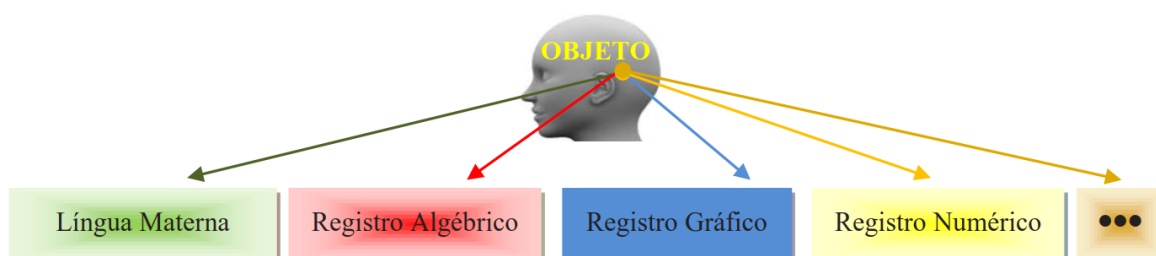 OBJETO
Língua Materna
Registro Algébrico
Registro Gráfico
Registro Numérico
•••